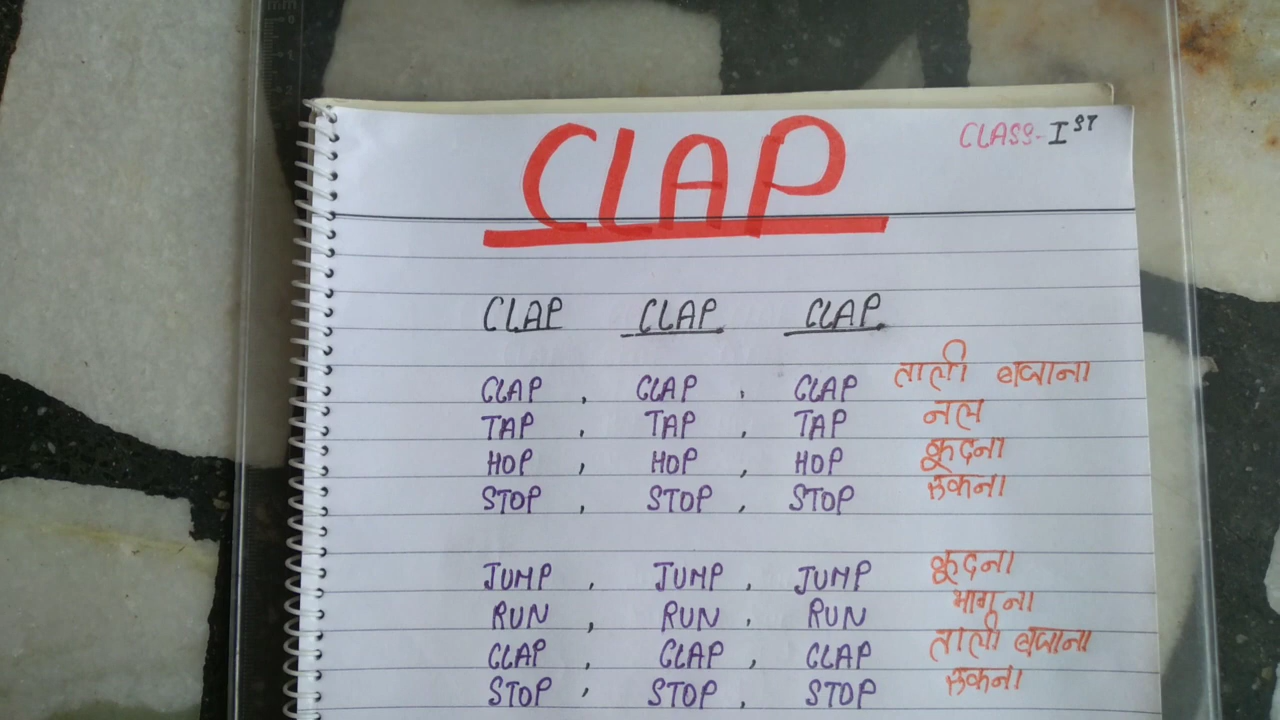 CLASS-I ST
CLAP
CLAP CLAP CLAP
CLAP , CLAP , CLAP ताली बजाना
TAP , TAP , TAP नल
HOP , HOP , HOP कूदना
STOP , STOP , STOP रुकना
JUMP , JUMP , JUMP कूदना
RUN , RUN , RUN भागना
CLAP , CLAP , CLAP ताली बजाना
STOP , STOP , STOP रुकना